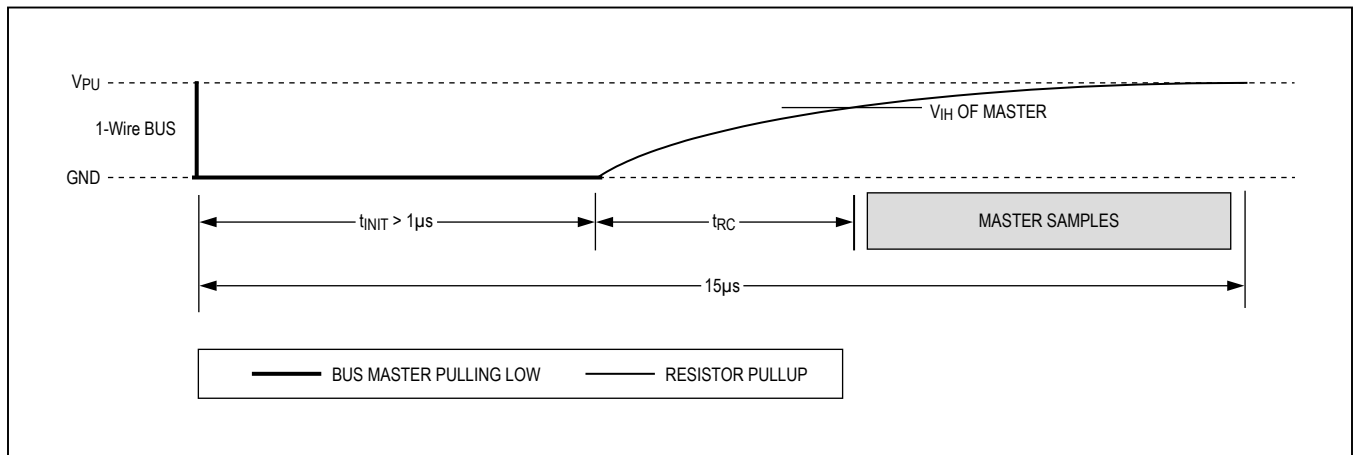 VPU
1-Wire BUS
GND
VIH OF MASTER
tINIT > 1µs
tRC
MASTER SAMPLES
15µs
BUS MASTER PULLING LOW
RESISTOR PULLUP